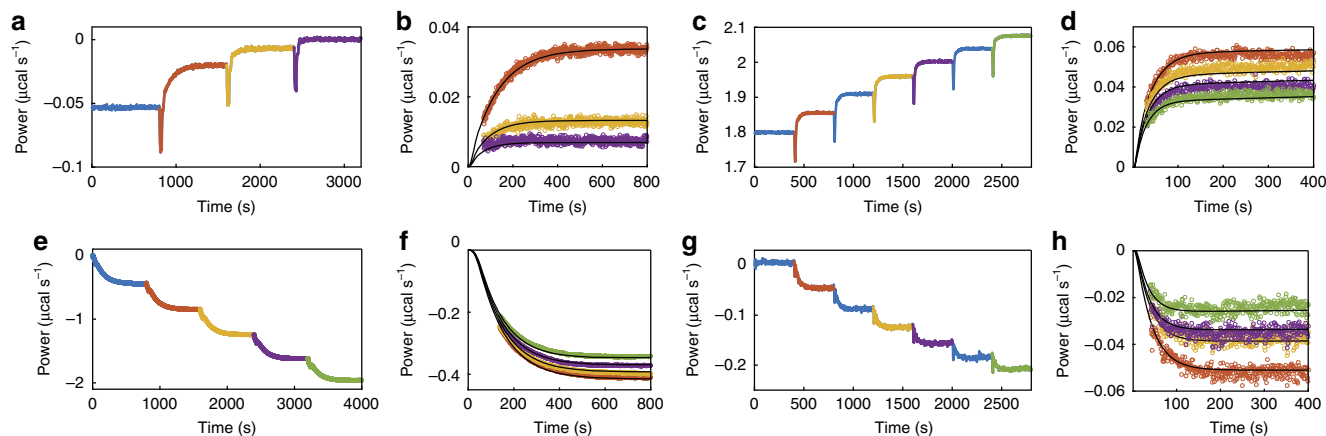 a
Power (μcal s⁻¹)
0
−0.05
−0.1
0
1000
2000
3000
Time (s)
b
Power (μcal s⁻¹)
0.04
0.02
0
200
400
600
800
Time (s)
c
Power (μcal s⁻¹)
2.1
2.0
1.9
1.8
1.7
0
500
1000
1500
2000
2500
Time (s)
d
Power (μcal s⁻¹)
0.06
0.04
0.02
0
100
200
300
400
Time (s)
e
Power (μcal s⁻¹)
0
−1
−2
0
1000
2000
3000
4000
Time (s)
f
Power (μcal s⁻¹)
0
−0.2
−0.4
0
200
400
600
800
Time (s)
g
Power (μcal s⁻¹)
0
−0.1
−0.2
0
500
1000
1500
2000
2500
Time (s)
h
Power (μcal s⁻¹)
0
−0.02
−0.04
−0.06
100
200
300
400
Time (s)